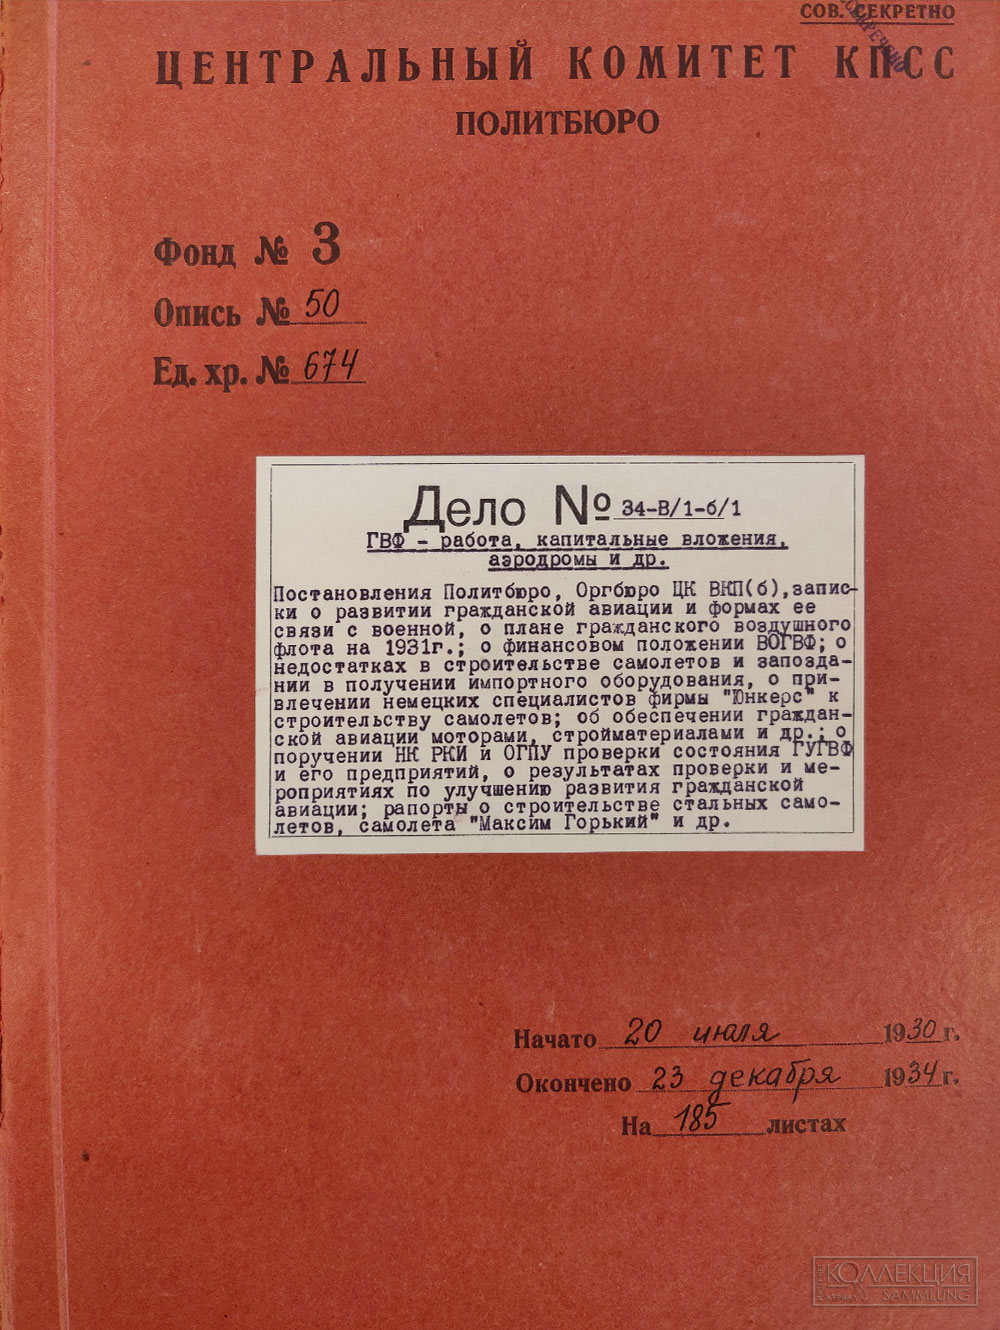 СОВ. СЕКРЕТНО
ЦЕНТРАЛЬНЫЙ КОМИТЕТ КПСС
ПОЛИТБЮРО
Фонд № 3
Опись № 50
Ед. хр. № 674
Дело № 34-В/1-б/1
ГВФ - работа, капитальные вложения,
аэродромы и др.
Постановления Политбюро, Оргбюро ЦК ВКП(б),запис-
ки о развитии гражданской авиации и формах ее
связи с военной, о плане гражданского воздушного
флота на 1931г.; о финансовом положении ВОГВФ; о
недостатках в строительстве самолетов и запозда-
нии в получении импортного оборудования, о при-
влечении немецких специалистов фирмы "Юнкерс" к
строительству самолетов; об обеспечении граждан-
ской авиации моторами, стройматериалами и др.; о
поручении НК РКИ и ОГПУ проверки состояния ГУГВФ
и его предприятий, о результатах проверки и ме-
роприятиях по улучшению развития гражданской
авиации; рапорты о строительстве стальных само-
летов, самолета "Максим Горький" и др.
Начато 20 июля 1930 г.
Окончено 23 декабря 1934 г.
На 185 листах
КОЛЛЕКЦИЯ
SAMMLUNG